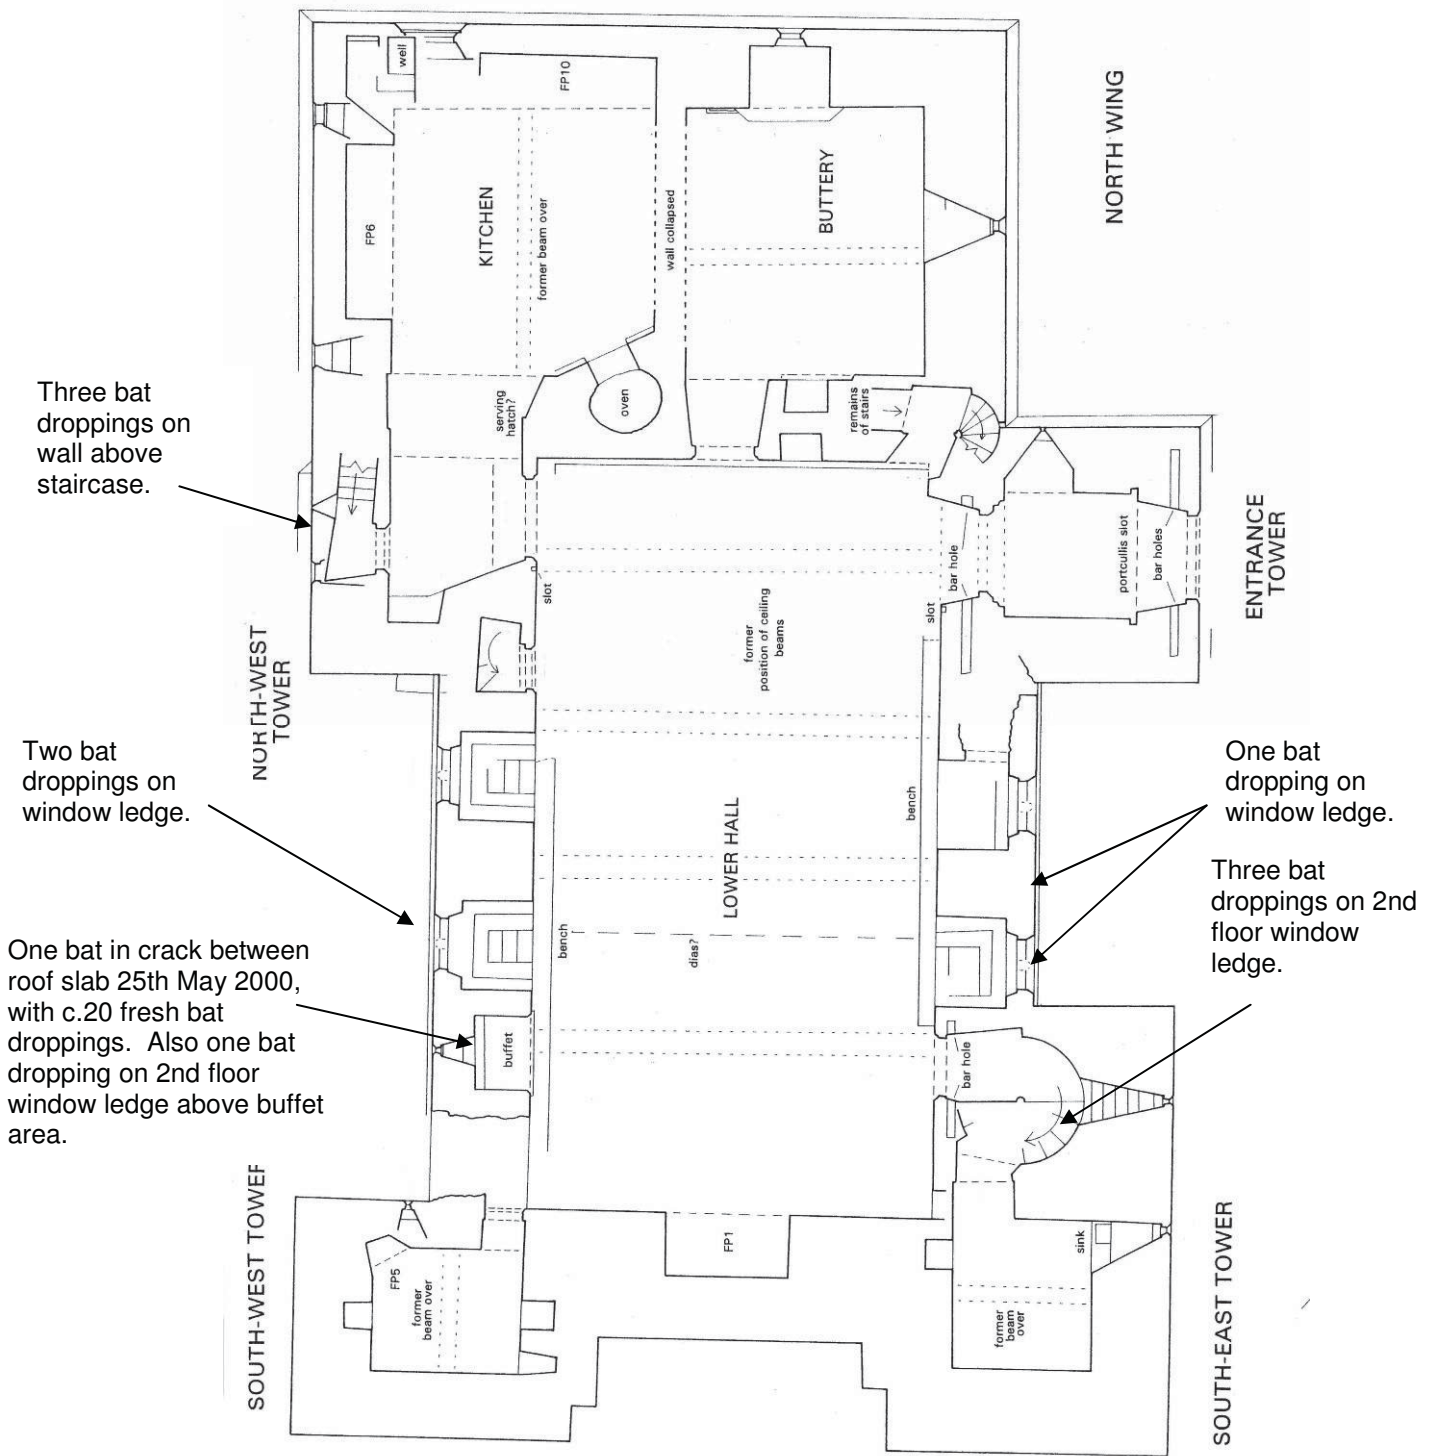 well
FP10
FP6
KITCHEN
former beam over
wall collapsed
BUTTERY
NORTH WING
serving
hatch?
oven
remains
of stairs
Three bat
droppings on
wall above
staircase.
slot
former
position of ceiling
beams
slot
bar hole
portcullis slot
bar holes
ENTRANCE
TOWER
NORTH-WEST
TOWER
Two bat
droppings on
window ledge.
LOWER HALL
bench
bench
dias?
One bat
dropping on
window ledge.
Three bat
droppings on 2nd
floor window
ledge.
One bat in crack between
roof slab 25th May 2000,
with c.20 fresh bat
droppings. Also one bat
dropping on 2nd floor
window ledge above buffet
area.
buffet
bar hole
SOUTH-WEST TOWER
FP5
former
beam over
FP1
sink
former
beam
over
SOUTH-EAST TOWER